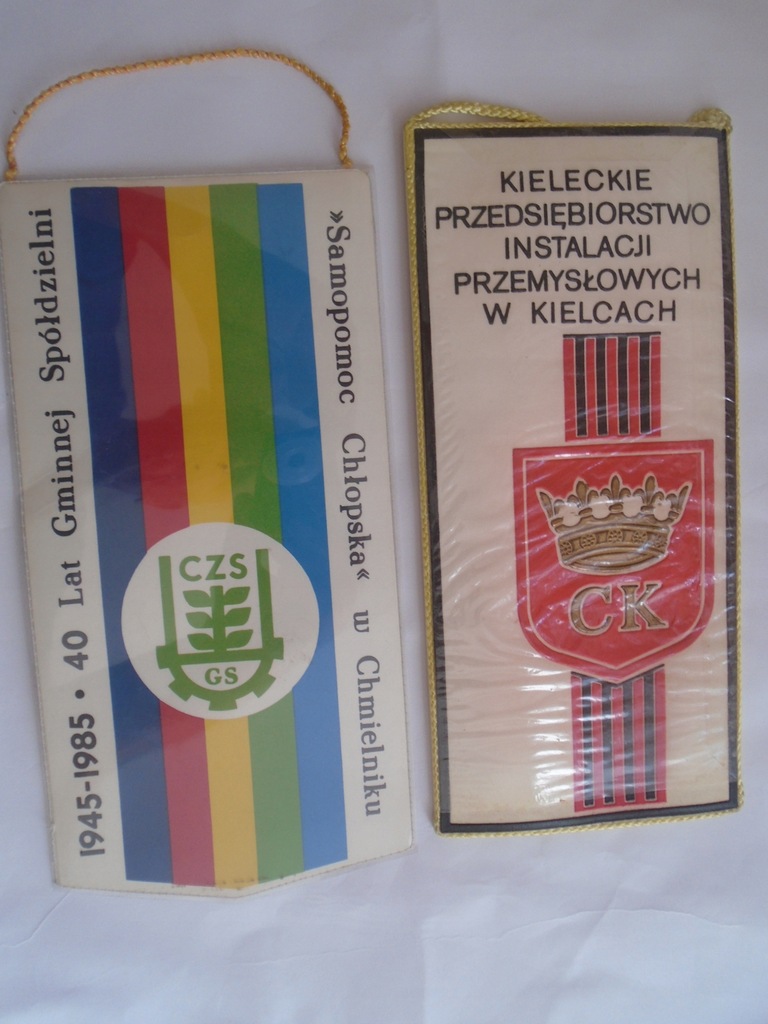 1945-1985 • 40 Lat Gminnej Spółdzielni
»Samopomoc Chłopska« w Chmielniku
CZS
GS
KIELECKIE
PRZEDSIĘBIORSTWO
INSTALACJI
PRZEMYSŁOWYCH
W KIELCACH
CK